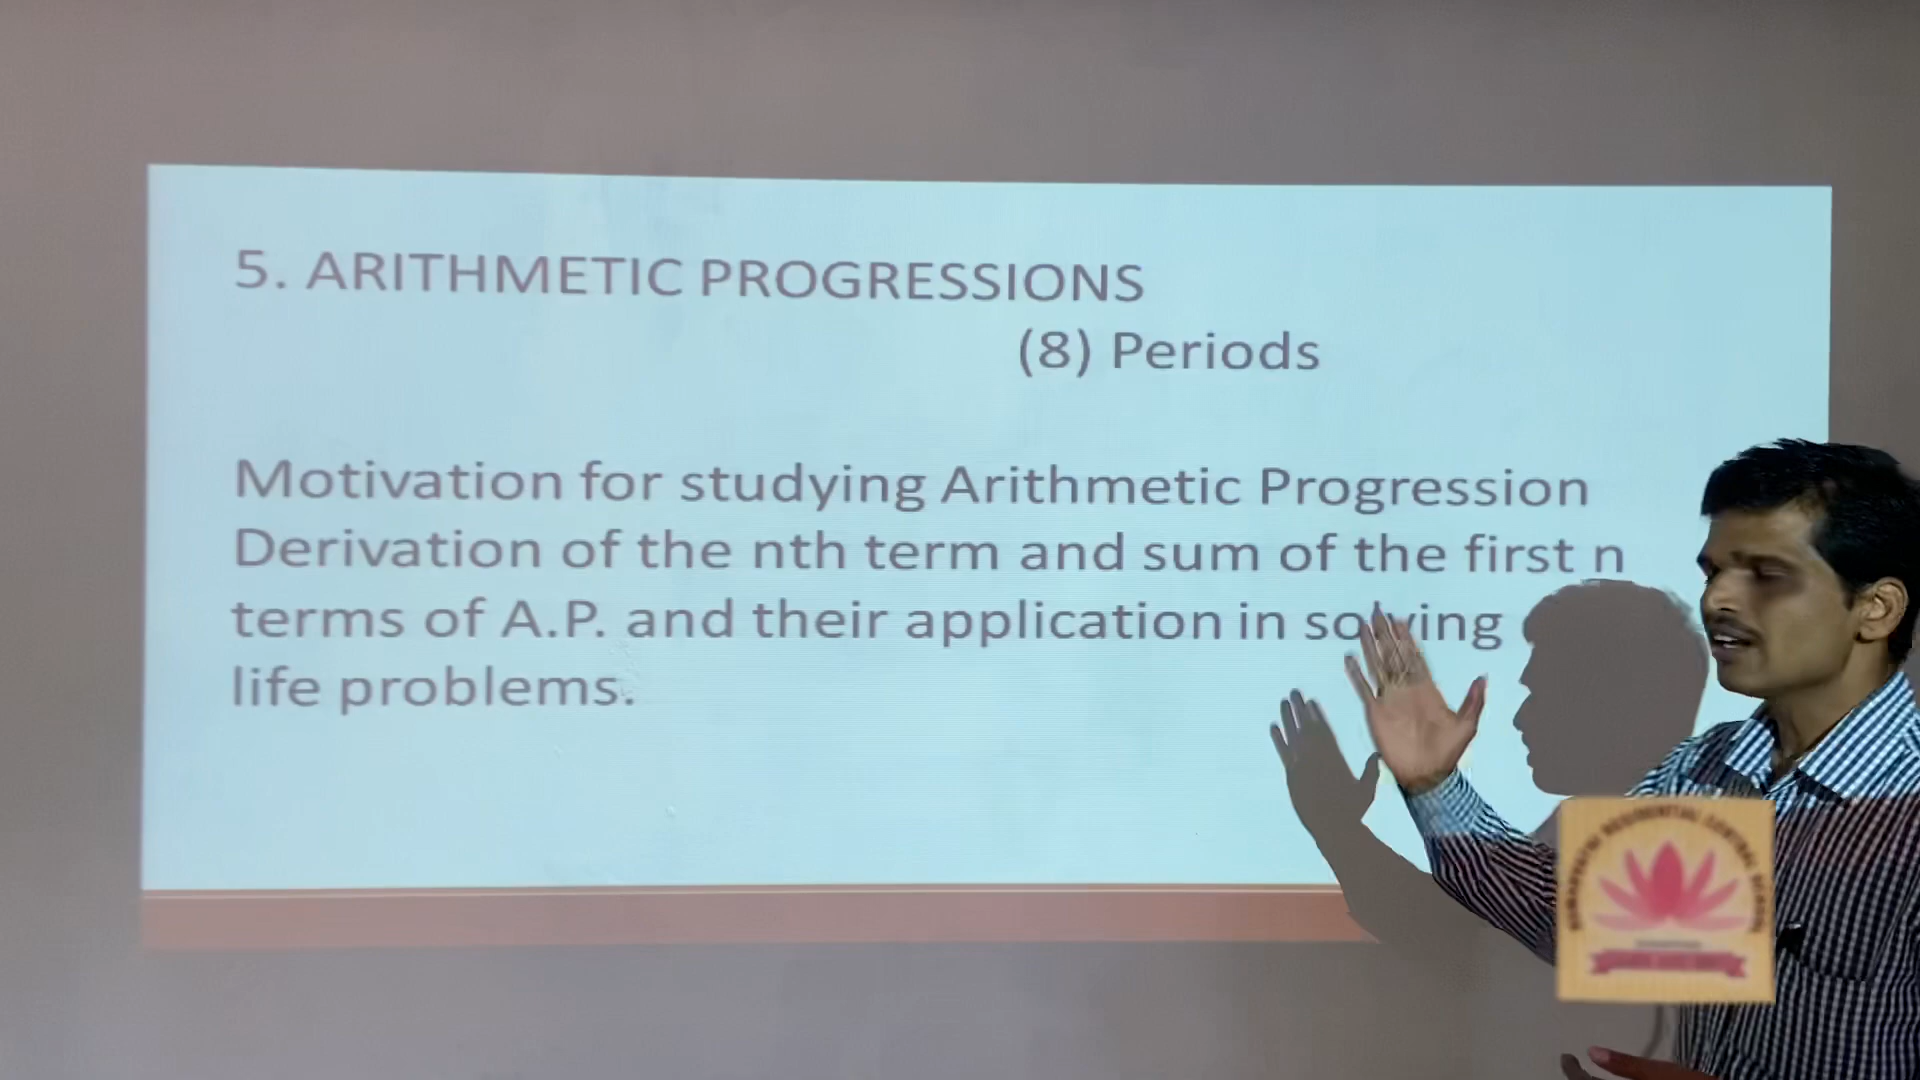 5. ARITHMETIC PROGRESSIONS
(8) Periods
Motivation for studying Arithmetic Progression
Derivation of the nth term and sum of the first n
terms of A.P. and their application in solving
life problems.